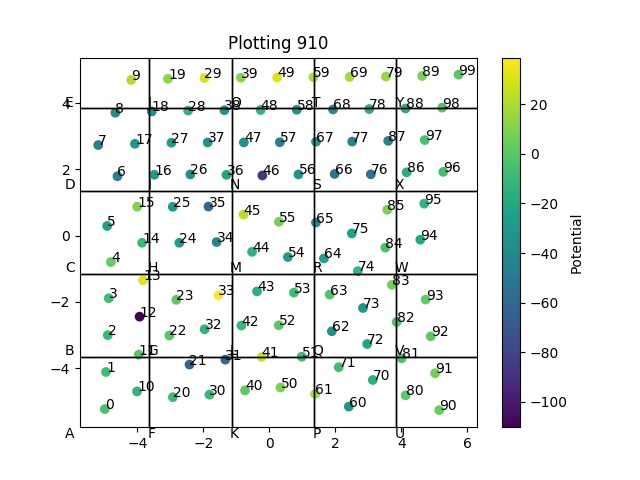 Plotting 910
9 19 29 39 49 59 69 79 89 99
E J O T Y
4
8 18 28 38 48 58 68 78 88 98
7 17 27 37 47 57 67 77 87 97
2
6 16 26 36 46 56 66 76 86 96
D N S X
5 15 25 35 45 55 65 75 85 95
0
4 14 24 34 44 54 64 74 84 94
C H M R W
3 13 23 33 43 53 63 73 83 93
−2
2 12 22 32 42 52 62 72 82 92
B G Q V
−4
1 11 21 31 41 51 61 71 81 91
0 10 20 30 40 50 60 70 80 90
A F K P U
−4 −2 0 2 4 6
20
0
−20
−40
−60
−80
−100
Potential